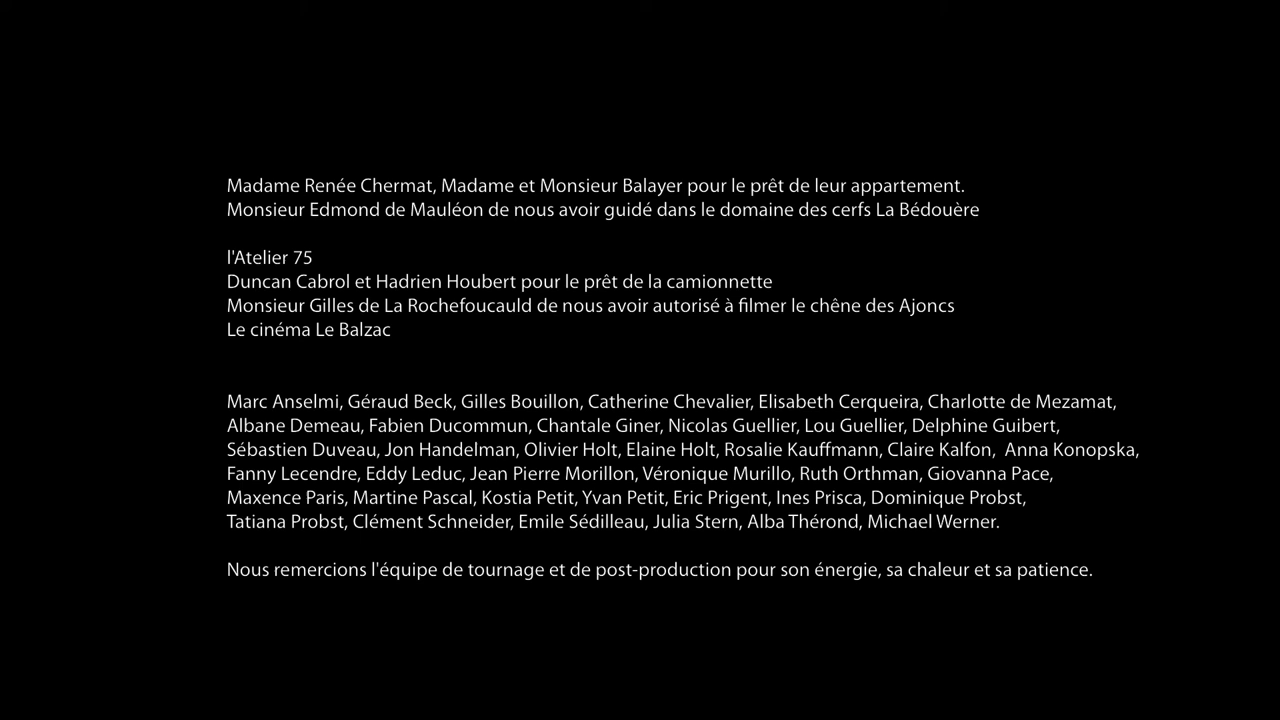 Madame Renée Chermat, Madame et Monsieur Balayer pour le prêt de leur appartement.
Monsieur Edmond de Mauléon de nous avoir guidé dans le domaine des cerfs La Bédouère
l'Atelier 75
Duncan Cabrol et Hadrien Houbert pour le prêt de la camionnette
Monsieur Gilles de La Rochefoucauld de nous avoir autorisé à filmer le chêne des Ajoncs
Le cinéma Le Balzac
Marc Anselmi, Géraud Beck, Gilles Bouillon, Catherine Chevalier, Elisabeth Cerqueira, Charlotte de Mezamat,
Albane Demeau, Fabien Ducommun, Chantale Giner, Nicolas Guellier, Lou Guellier, Delphine Guibert,
Sébastien Duveau, Jon Handelman, Olivier Holt, Elaine Holt, Rosalie Kauffmann, Claire Kalfon,  Anna Konopska,
Fanny Lecendre, Eddy Leduc, Jean Pierre Morillon, Véronique Murillo, Ruth Orthman, Giovanna Pace,
Maxence Paris, Martine Pascal, Kostia Petit, Yvan Petit, Eric Prigent, Ines Prisca, Dominique Probst,
Tatiana Probst, Clément Schneider, Emile Sédilleau, Julia Stern, Alba Thérond, Michael Werner.
Nous remercions l'équipe de tournage et de post-production pour son énergie, sa chaleur et sa patience.